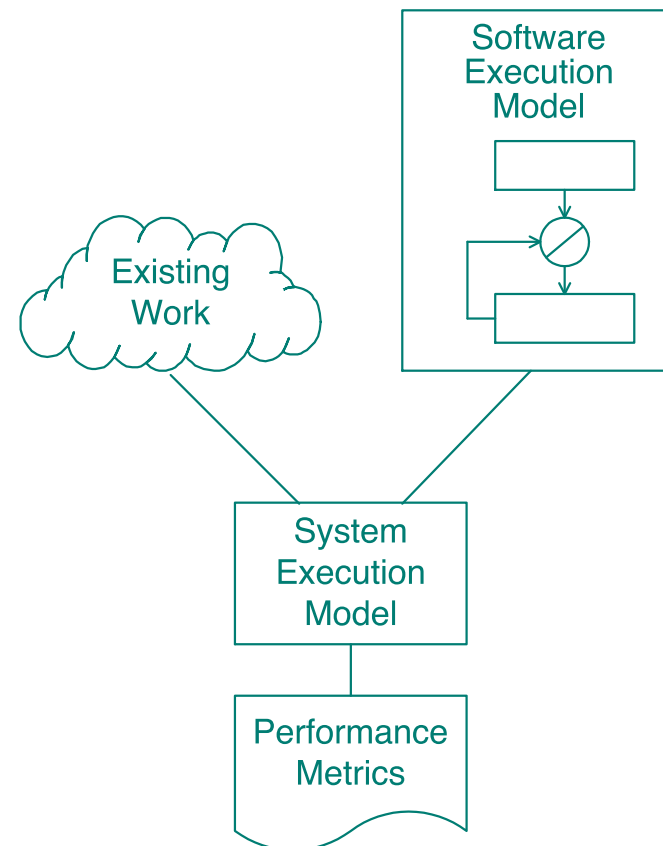 Software
Execution
Model
Existing
Work
System
Execution
Model
Performance
Metrics